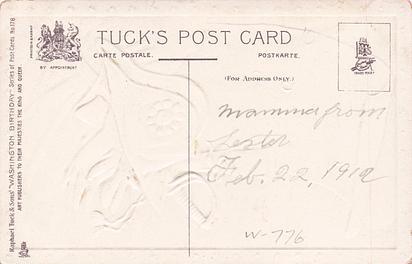 TUCK'S POST CARD
CARTE POSTALE.
POSTKARTE.
BY APPOINTMENT
(FOR ADDRESS ONLY.)
Mamma from
Lester
Feb. 22, 1912
W-776
Raphael Tuck & Sons' "WASHINGTON BIRTHDAY" Series of Post Cards No. 178
ART PUBLISHERS TO THEIR MAJESTIES THE KING AND QUEEN